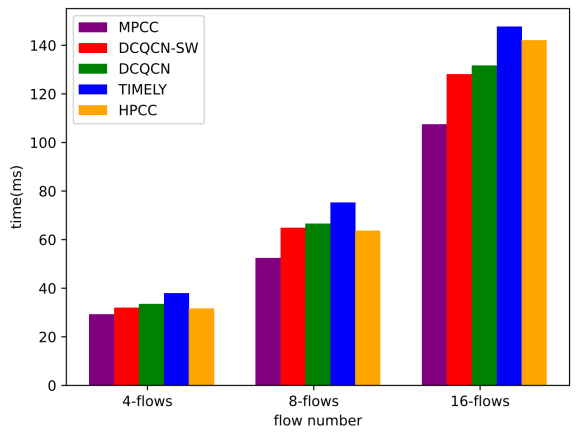 MPCC
DCQCN-SW
DCQCN
TIMELY
HPCC
time(ms)
140
120
100
80
60
40
20
0
4-flows 8-flows 16-flows
flow number